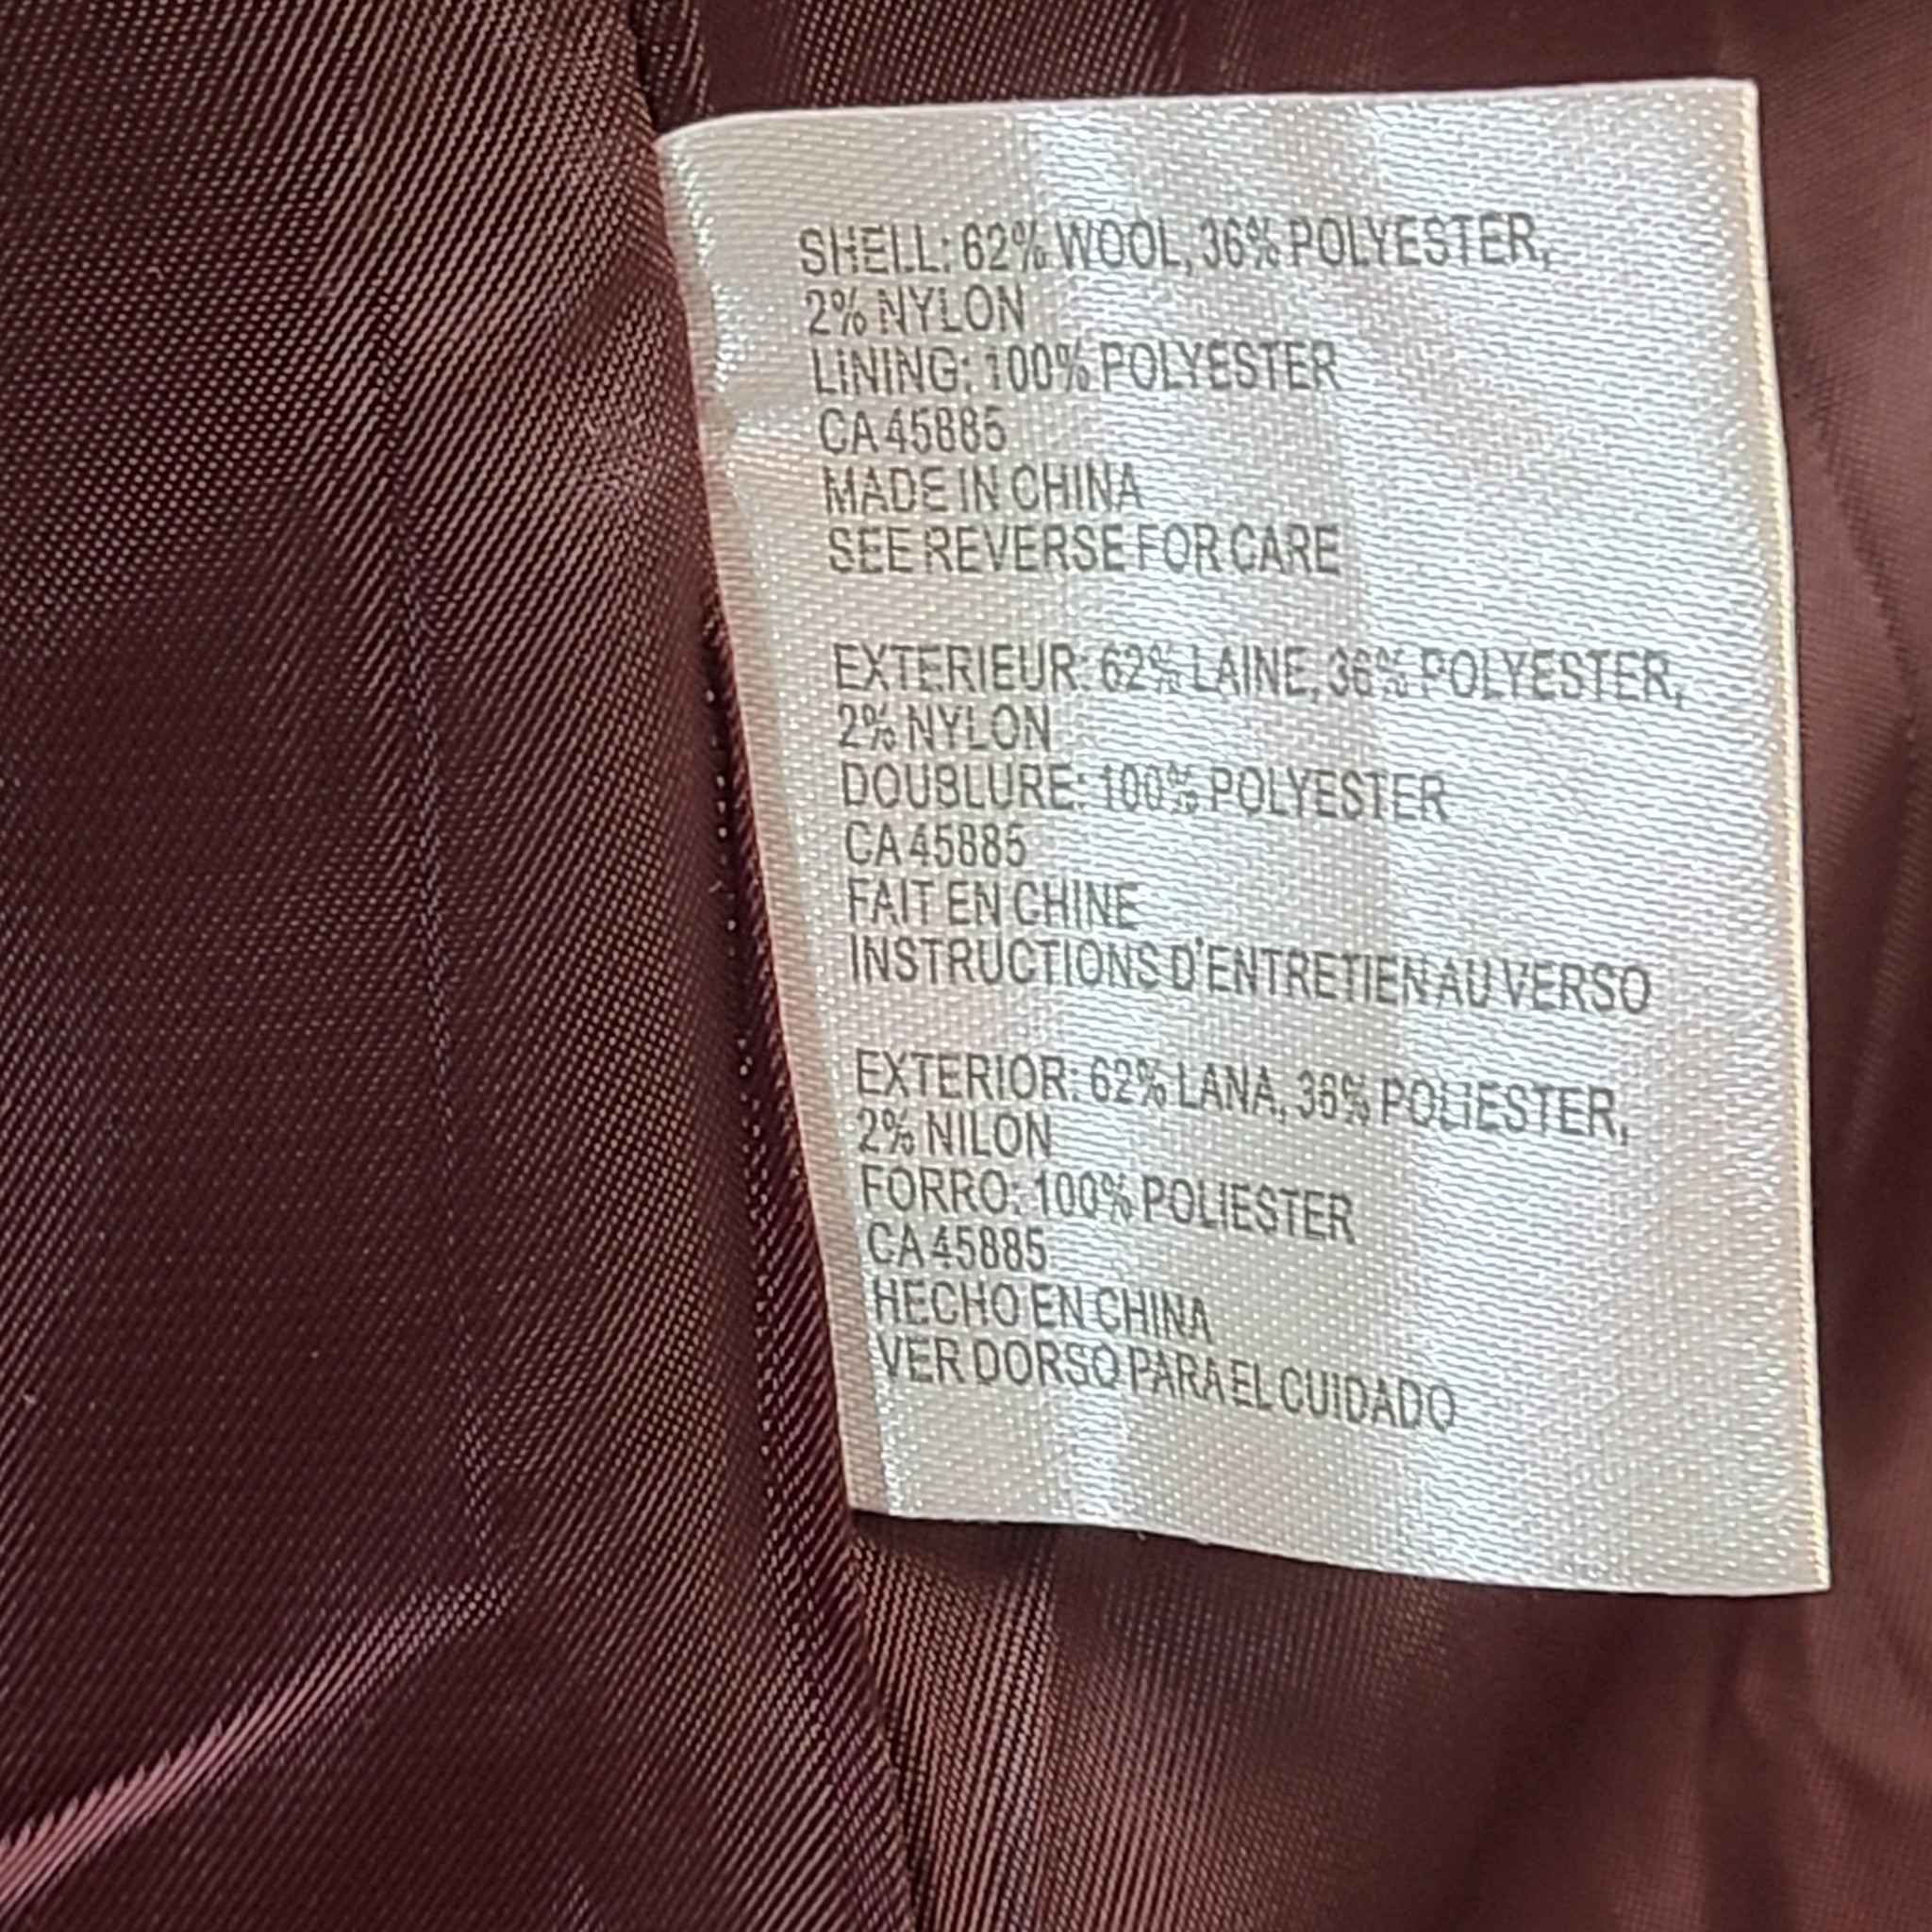 SHELL: 62% WOOL, 36% POLYESTER,
2% NYLON
LINING: 100% POLYESTER
CA 45885
MADE IN CHINA
SEE REVERSE FOR CARE
EXTERIEUR: 62% LAINE, 36% POLYESTER,
2% NYLON
DOUBLURE: 100% POLYESTER
CA 45885
FAIT EN CHINE
INSTRUCTIONS D'ENTRETIEN AU VERSO
EXTERIOR: 62% LANA, 36% POLIESTER,
2% NILON
FORRO: 100% POLIESTER
CA 45885
HECHO EN CHINA
VER DORSO PARA EL CUIDADO